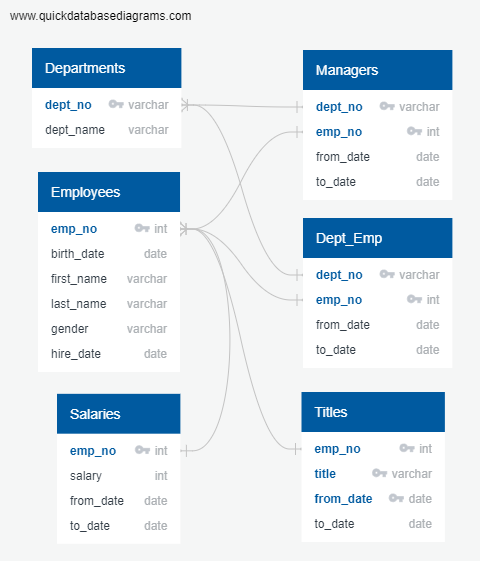 www.quickdatabasediagrams.com
Departments
dept_no varchar
dept_name varchar
Employees
emp_no int
birth_date date
first_name varchar
last_name varchar
gender varchar
hire_date date
Salaries
emp_no int
salary int
from_date date
to_date date
Managers
dept_no varchar
emp_no int
from_date date
to_date date
Dept_Emp
dept_no varchar
emp_no int
from_date date
to_date date
Titles
emp_no int
title varchar
from_date date
to_date date